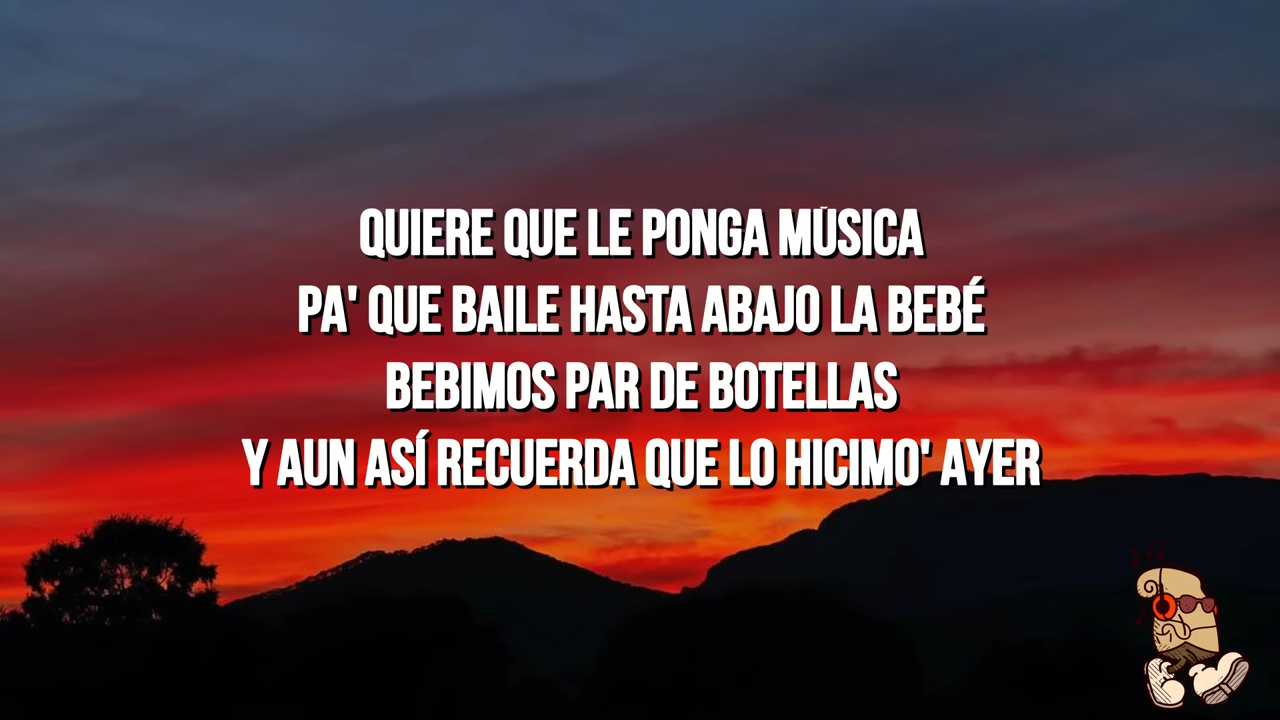 QUIERE QUE LE PONGA MÚSICA
PA' QUE BAILE HASTA ABAJO LA BEBÉ
BEBIMOS PAR DE BOTELLAS
Y AUN ASÍ RECUERDA QUE LO HICIMO' AYER